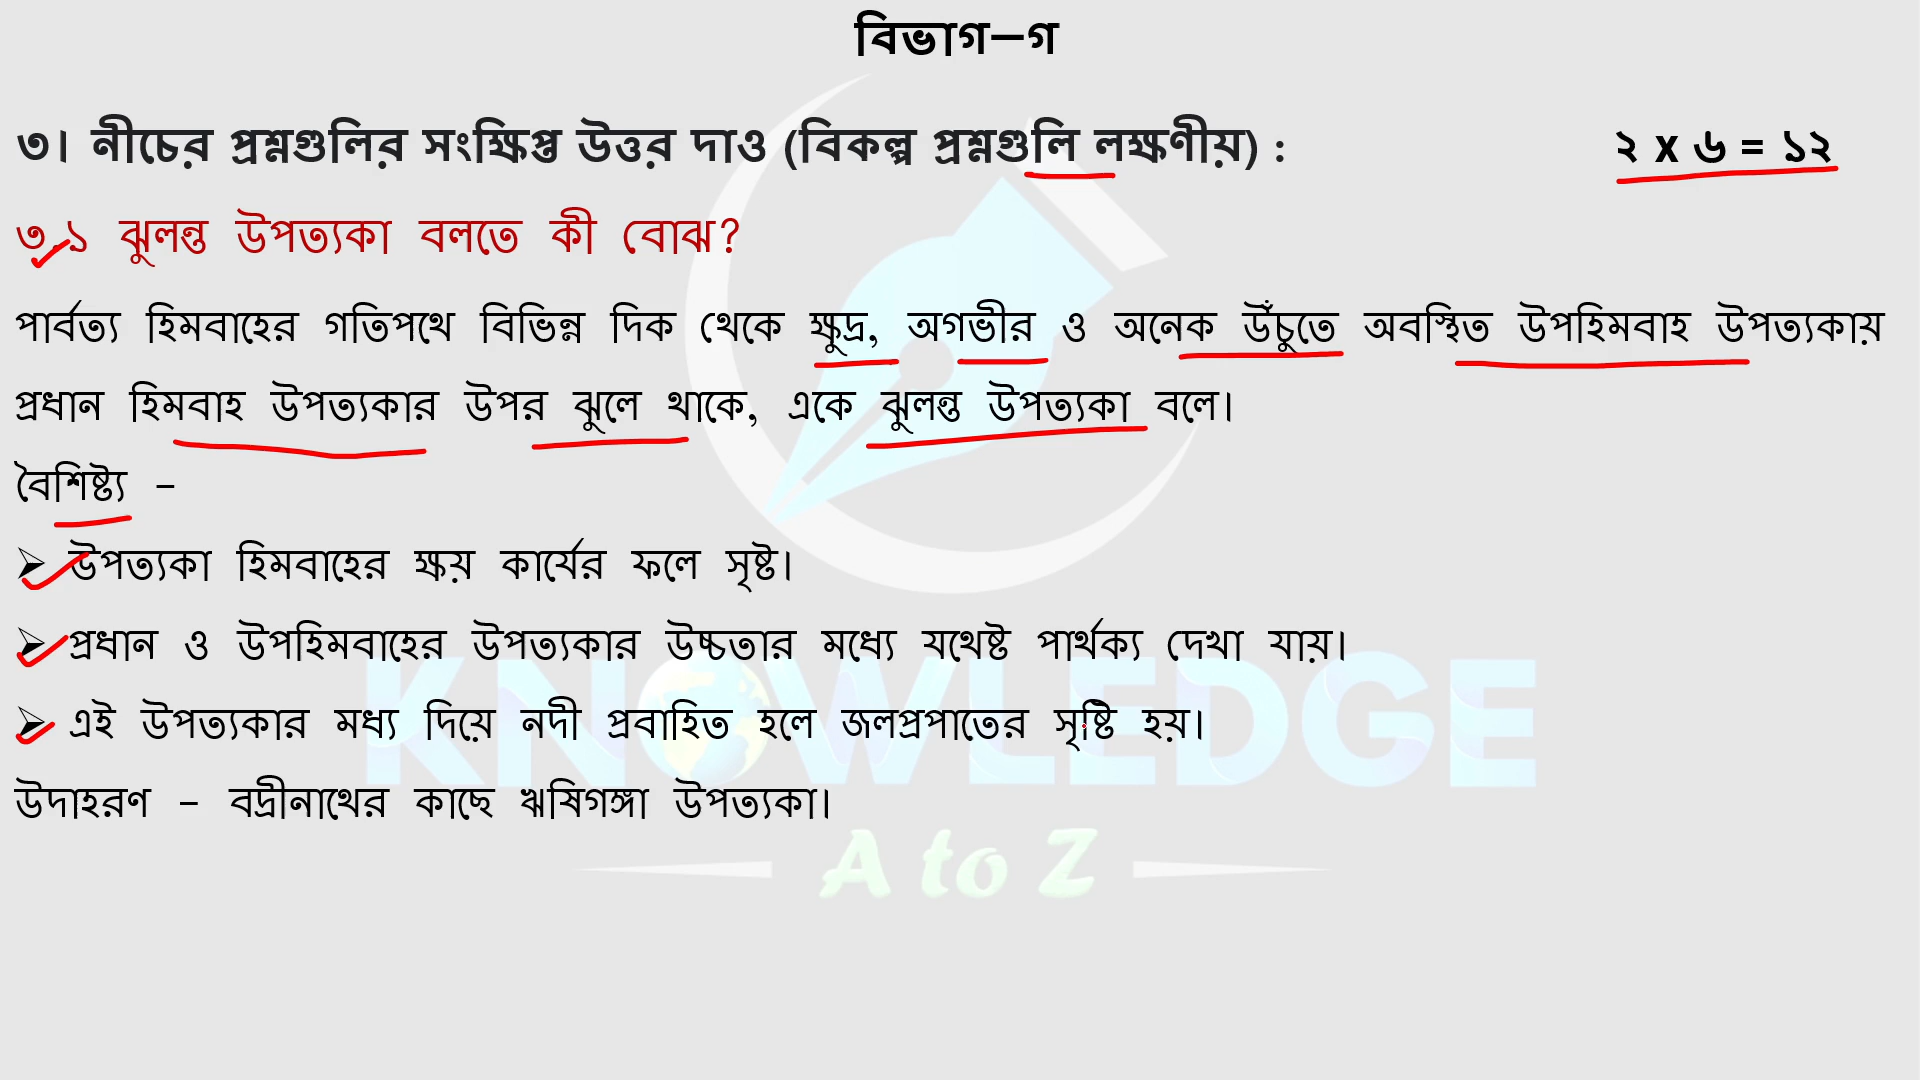 বিভাগ—গ
৩। নীচের প্রশ্নগুলির সংক্ষিপ্ত উত্তর দাও (বিকল্প প্রশ্নগুলি লক্ষণীয়) : ২ x ৬ = ১২
৩.১ ঝুলন্ত উপত্যকা বলতে কী বোঝ?
পার্বত্য হিমবাহের গতিপথে বিভিন্ন দিক থেকে ক্ষুদ্র, অগভীর ও অনেক উঁচুতে অবস্থিত উপহিমবাহ উপত্যকায়
প্রধান হিমবাহ উপত্যকার উপর ঝুলে থাকে, একে ঝুলন্ত উপত্যকা বলে।
বৈশিষ্ট্য –
➢ উপত্যকা হিমবাহের ক্ষয় কার্যের ফলে সৃষ্ট।
➢ প্রধান ও উপহিমবাহের উপত্যকার উচ্চতার মধ্যে যথেষ্ট পার্থক্য দেখা যায়।
➢ এই উপত্যকার মধ্য দিয়ে নদী প্রবাহিত হলে জলপ্রপাতের সৃষ্টি হয়।
উদাহরণ – বদ্রীনাথের কাছে ঋষিগঙ্গা উপত্যকা।
KNOWLEDGE
A to Z